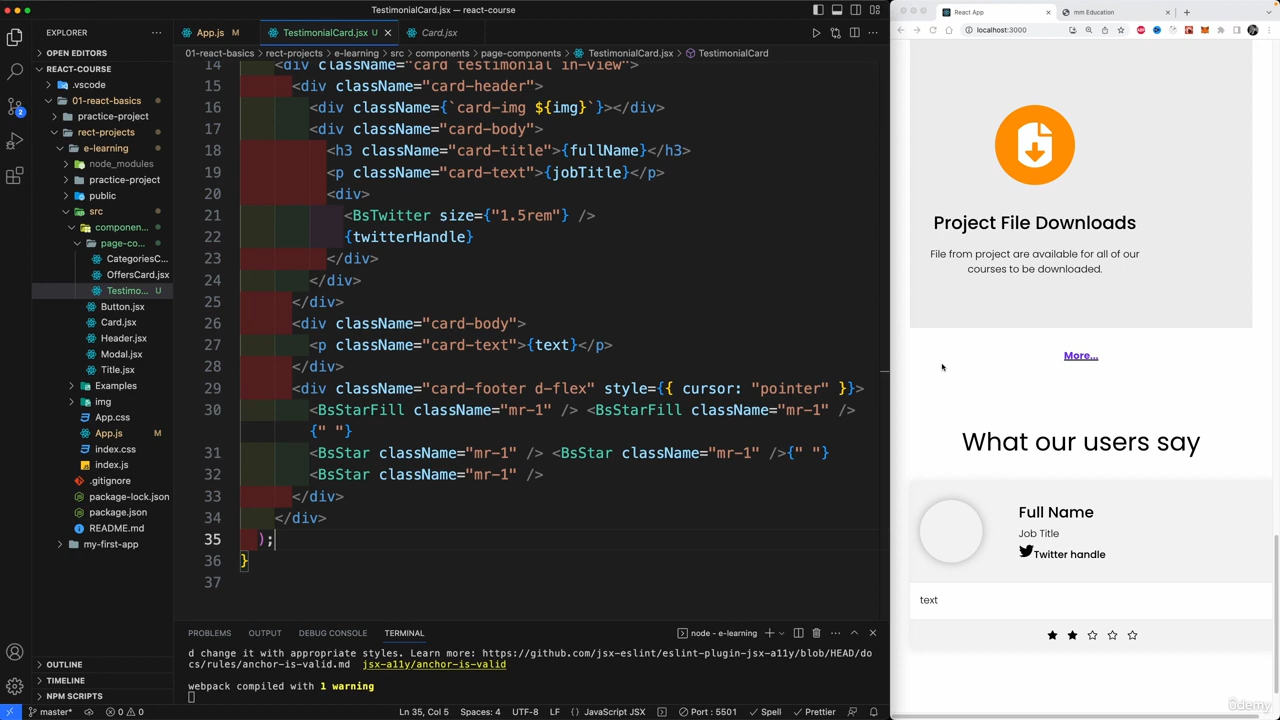 TestimonialCard.jsx — react-course
EXPLORER
OPEN EDITORS
REACT-COURSE
.vscode
01-react-basics
practice-project
rect-projects
e-learning
node_modules
practice-project
public
src
componen...
page-co...
CategoriesC...
OffersCard.jsx
Testimo... U
Button.jsx
Card.jsx
Header.jsx
Modal.jsx
Title.jsx
Examples
img
App.css
App.js M
index.css
index.js
.gitignore
package-lock.json
package.json
README.md
my-first-app
OUTLINE
TIMELINE
NPM SCRIPTS
2
App.js M
TestimonialCard.jsx U
Card.jsx
01-react-basics > rect-projects > e-learning > src > components > page-components > TestimonialCard.jsx > TestimonialCard
14 <div className="card testimonial in-view">
15 <div className="card-header">
16 <div className={`card-img ${img}`}></div>
17 <div className="card-body">
18 <h3 className="card-title">{fullName}</h3>
19 <p className="card-text">{jobTitle}</p>
20 <div>
21 <BsTwitter size={"1.5rem"} />
22 {twitterHandle}
23 </div>
24 </div>
25 </div>
26 <div className="card-body">
27 <p className="card-text">{text}</p>
28 </div>
29 <div className="card-footer d-flex" style={{ cursor: "pointer" }}>
30 <BsStarFill className="mr-1" /> <BsStarFill className="mr-1" />
{" "}
31 <BsStar className="mr-1" /> <BsStar className="mr-1" />{" "}
32 <BsStar className="mr-1" />
33 </div>
34 </div>
35 );
36 }
37
PROBLEMS OUTPUT DEBUG CONSOLE TERMINAL
node - e-learning
d change it with appropriate styles. Learn more: https://github.com/jsx-eslint/eslint-plugin-jsx-a11y/blob/HEAD/do
cs/rules/anchor-is-valid.md jsx-a11y/anchor-is-valid
webpack compiled with 1 warning
master* 0 0 Ln 35, Col 5 Spaces: 4 UTF-8 LF JavaScript JSX Port : 5501 Spell Prettier
React App
mm Education
localhost:3000
Project File Downloads
File from project are available for all of our
courses to be downloaded.
More...
What our users say
Full Name
Job Title
Twitter handle
text
ûdemy